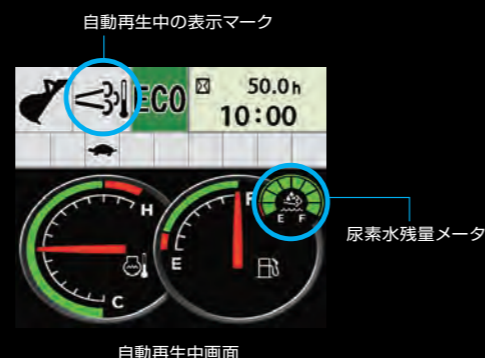 自動再生中の表示マーク
ECO
50.0h
10:00
H
C
F
E
E F
尿素水残量メータ
自動再生中画面